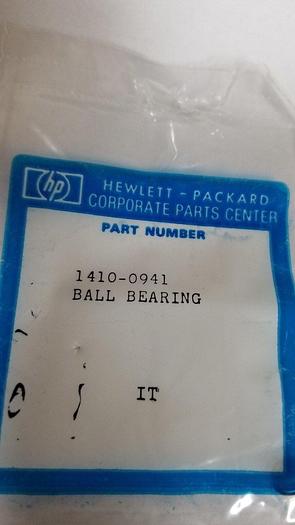 hp HEWLETT-PACKARD
CORPORATE PARTS CENTER
PART NUMBER
1410-0941
BALL BEARING
IT